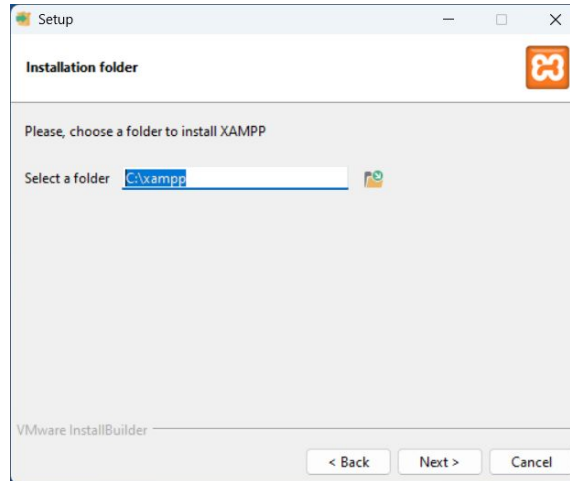 Setup
Installation folder
Please, choose a folder to install XAMPP
Select a folder C:\xampp
VMware InstallBuilder
< Back Next > Cancel